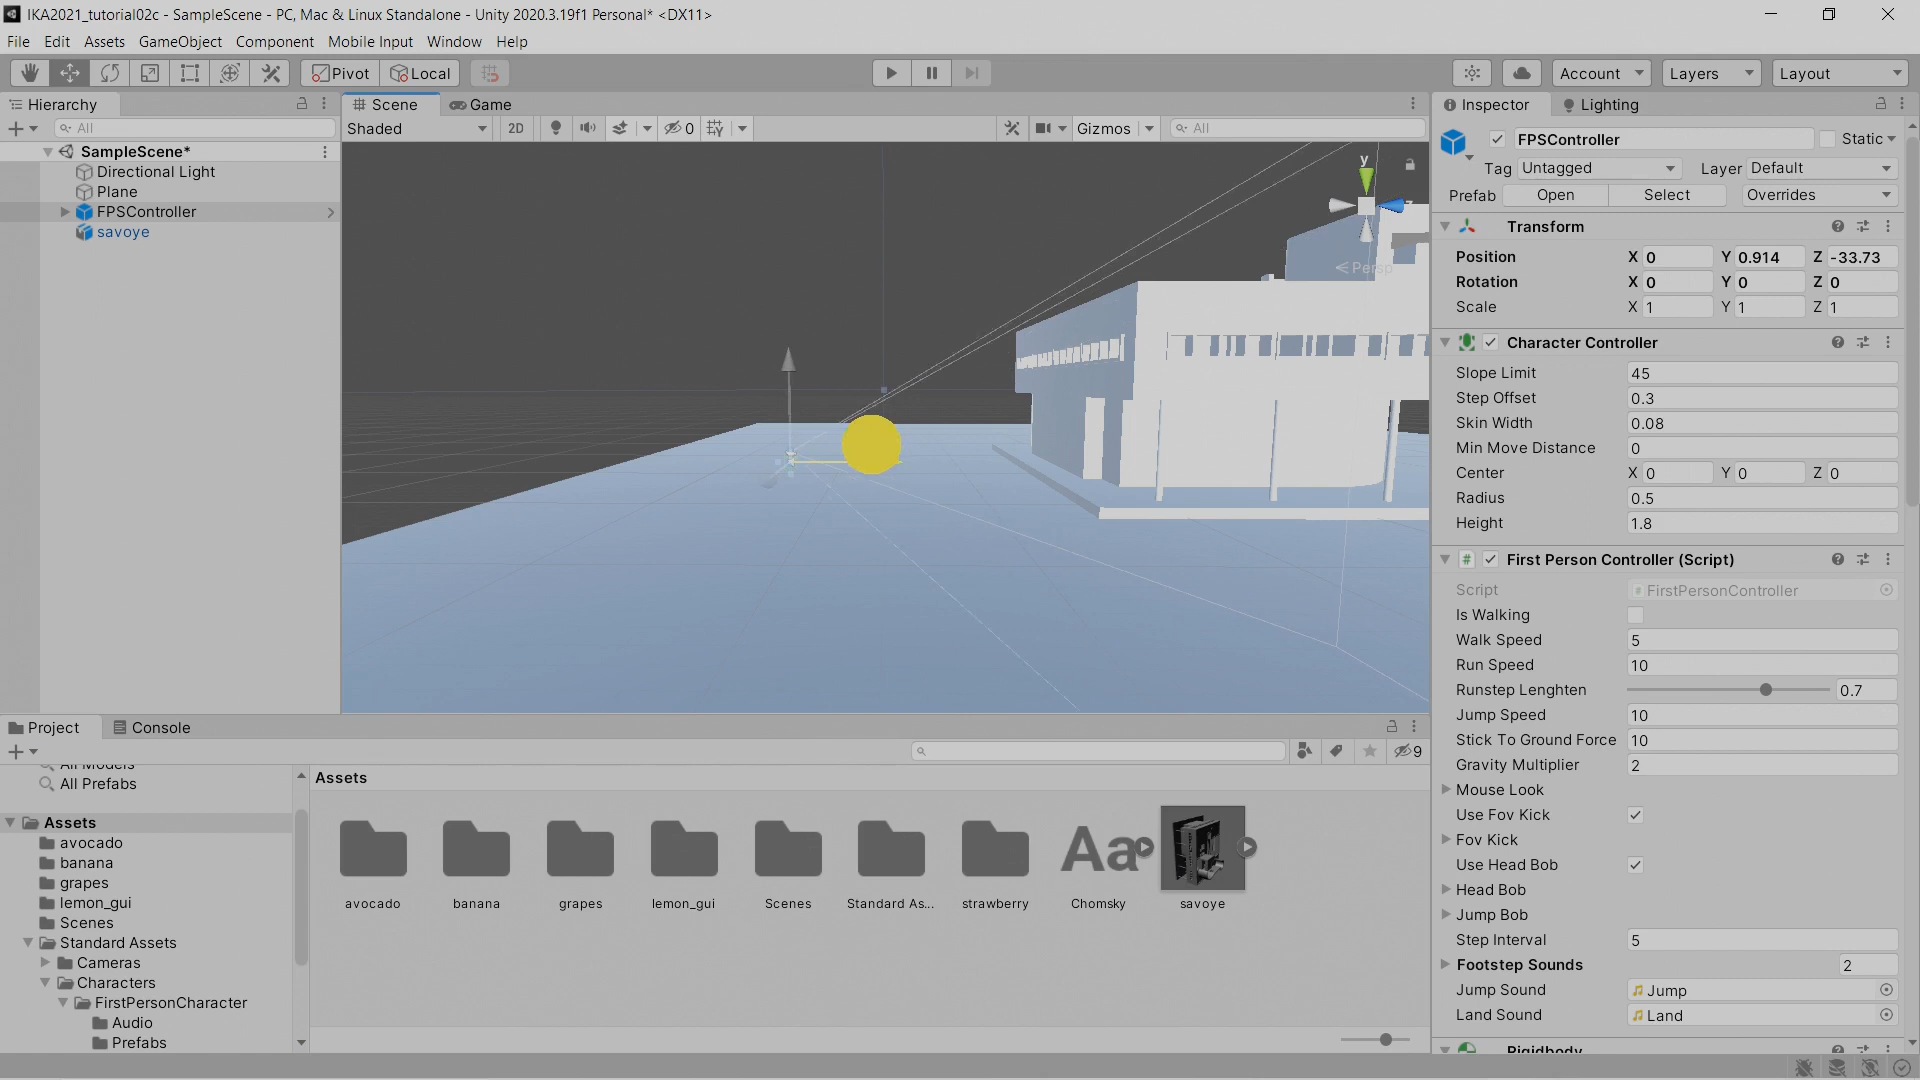 IKA2021_tutorial02c - SampleScene - PC, Mac & Linux Standalone - Unity 2020.3.19f1 Personal* <DX11>
File Edit Assets GameObject Component Mobile Input Window Help
Pivot Local Account Layers Layout
Hierarchy
All
SampleScene*
Directional Light
Plane
FPSController
savoye
Scene Game
Shaded 2D 0 Gizmos All
y
Persp
Inspector Lighting
FPSController Static
Tag Untagged Layer Default
Prefab Open Select Overrides
Transform
Position X 0 Y 0.914 Z -33.73
Rotation X 0 Y 0 Z 0
Scale X 1 Y 1 Z 1
Character Controller
Slope Limit 45
Step Offset 0.3
Skin Width 0.08
Min Move Distance 0
Center X 0 Y 0 Z 0
Radius 0.5
Height 1.8
# First Person Controller (Script)
Script # FirstPersonController
Is Walking
Walk Speed 5
Run Speed 10
Runstep Lenghten 0.7
Jump Speed 10
Stick To Ground Force 10
Gravity Multiplier 2
Mouse Look
Use Fov Kick
Fov Kick
Use Head Bob
Head Bob
Jump Bob
Step Interval 5
Footstep Sounds 2
Jump Sound Jump
Land Sound Land
Rigidbody
Project Console
9
All Models
All Prefabs
Assets
avocado
banana
grapes
lemon_gui
Scenes
Standard Assets
Cameras
Characters
FirstPersonCharacter
Audio
Prefabs
Assets
Aa
avocado banana grapes lemon_gui Scenes Standard As... strawberry Chomsky savoye